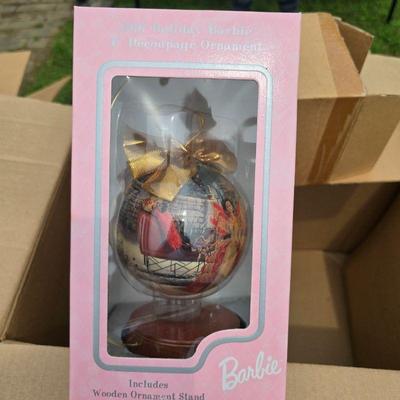 Holiday Barbie
Decoupage Ornament
Includes
Wooden Ornament Stand
Barbie